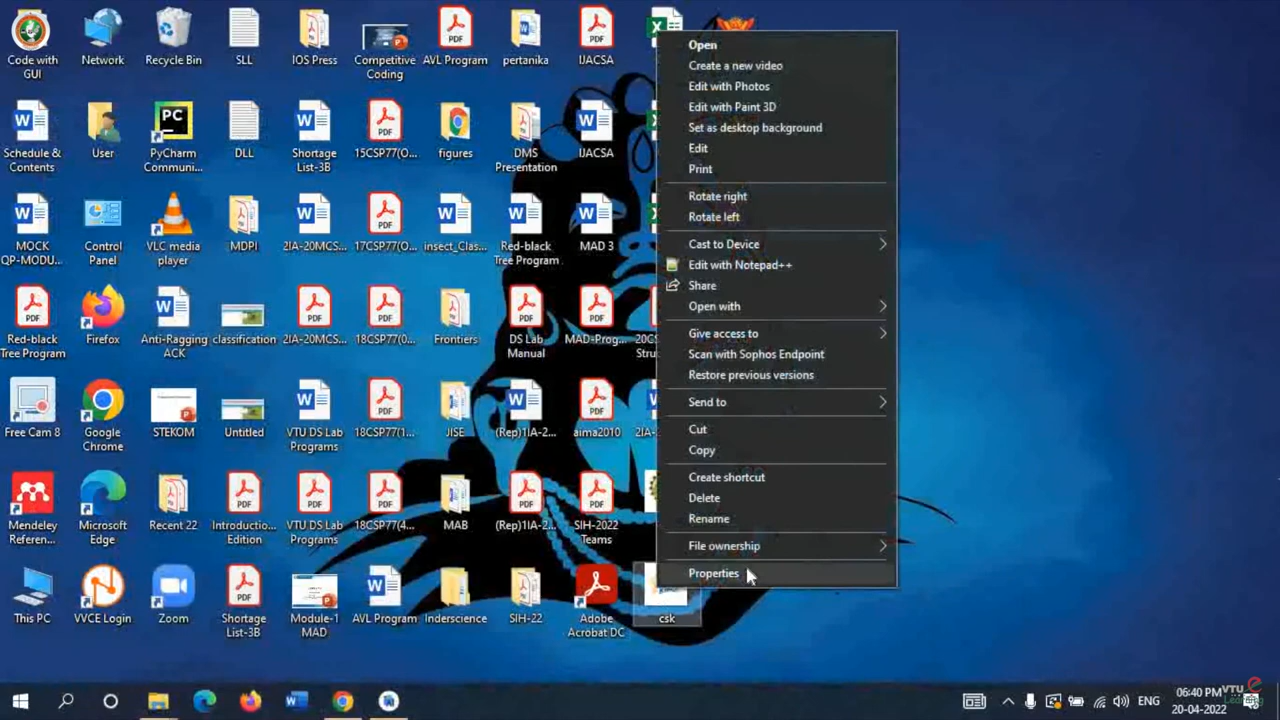 Code with
GUI
Network
Recycle Bin
SLL
IOS Press
Competitive
Coding
AVL Program
pertanika
IJACSA
Schedule &
Contents
User
PyCharm
Communi...
DLL
Shortage
List-3B
15CSP77(O...
figures
DMS
Presentation
IJACSA
MOCK
QP-MODU...
Control
Panel
VLC media
player
MDPI
2IA-20MCS...
17CSP77(O...
insect_Clas...
Red-black
Tree Program
MAD 3
Red-black
Tree Program
Firefox
Anti-Ragging
ACK
classification
2IA-20MCS...
18CSP77(O...
Frontiers
DS Lab
Manual
MAD-Prog...
Free Cam 8
Google
Chrome
STEKOM
Untitled
VTU DS Lab
Programs
18CSP77(1...
JISE
(Rep)1IA-2...
aima2010
Mendeley
Referen...
Microsoft
Edge
Recent 22
Introductio...
Edition
VTU DS Lab
Programs
18CSP77(4...
MAB
(Rep)1IA-2...
SIH-2022
Teams
This PC
VVCE Login
Zoom
Shortage
List-3B
Module-1
MAD
AVL Program
Inderscience
SIH-22
Adobe
Acrobat DC
csk
Open
Create a new video
Edit with Photos
Edit with Paint 3D
Set as desktop background
Edit
Print
Rotate right
Rotate left
Cast to Device
Edit with Notepad++
Share
Open with
Give access to
Scan with Sophos Endpoint
Restore previous versions
Send to
Cut
Copy
Create shortcut
Delete
Rename
File ownership
Properties
ENG
06:40 PM
20-04-2022
VTU